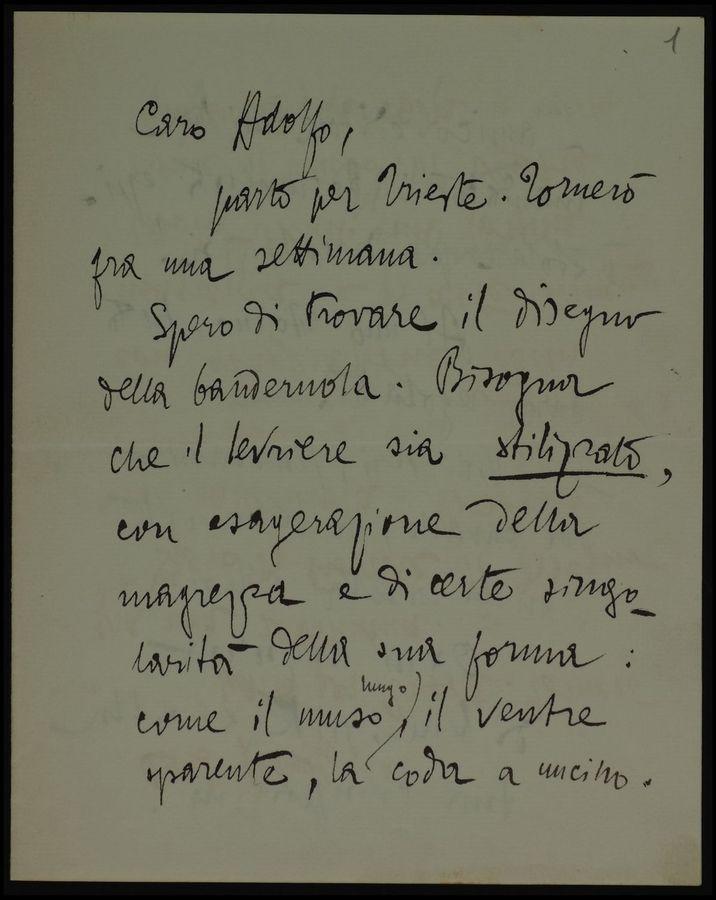 1
Caro Adolfo,
parto per Trieste. Tornerò
fra una settimana.
Spero di trovare il disegno
della banderuola. Bisogna
che il levriere sia stilizzato,
con esagerazione della
magrezza e di certe singo-
larità della sua forma:
come il muso lungo, il ventre
sparente, la coda a uncino.